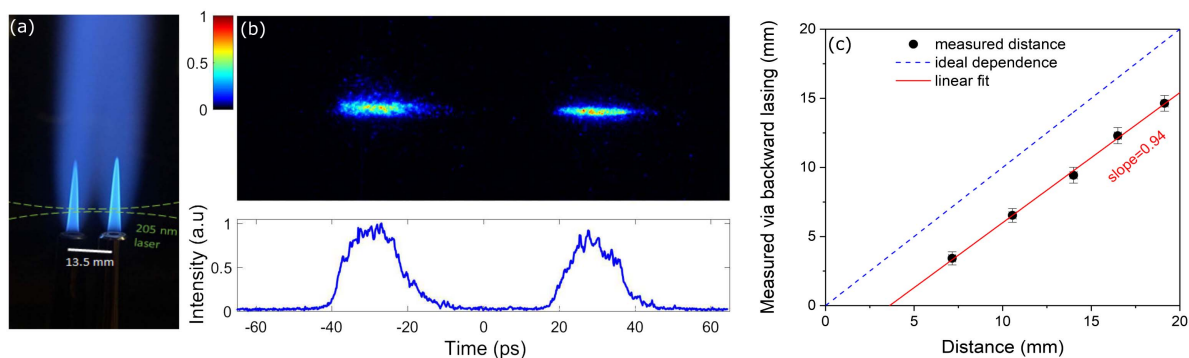 (a)
205 nm
laser
13.5 mm
1
0.5
0
(b)
1
0.5
0
Intensity (a.u)
-60
-40
-20
0
20
40
60
Time (ps)
(c)
measured distance
ideal dependence
linear fit
slope=0.94
20
15
10
5
0
0
5
10
15
20
Measured via backward lasing (mm)
Distance (mm)